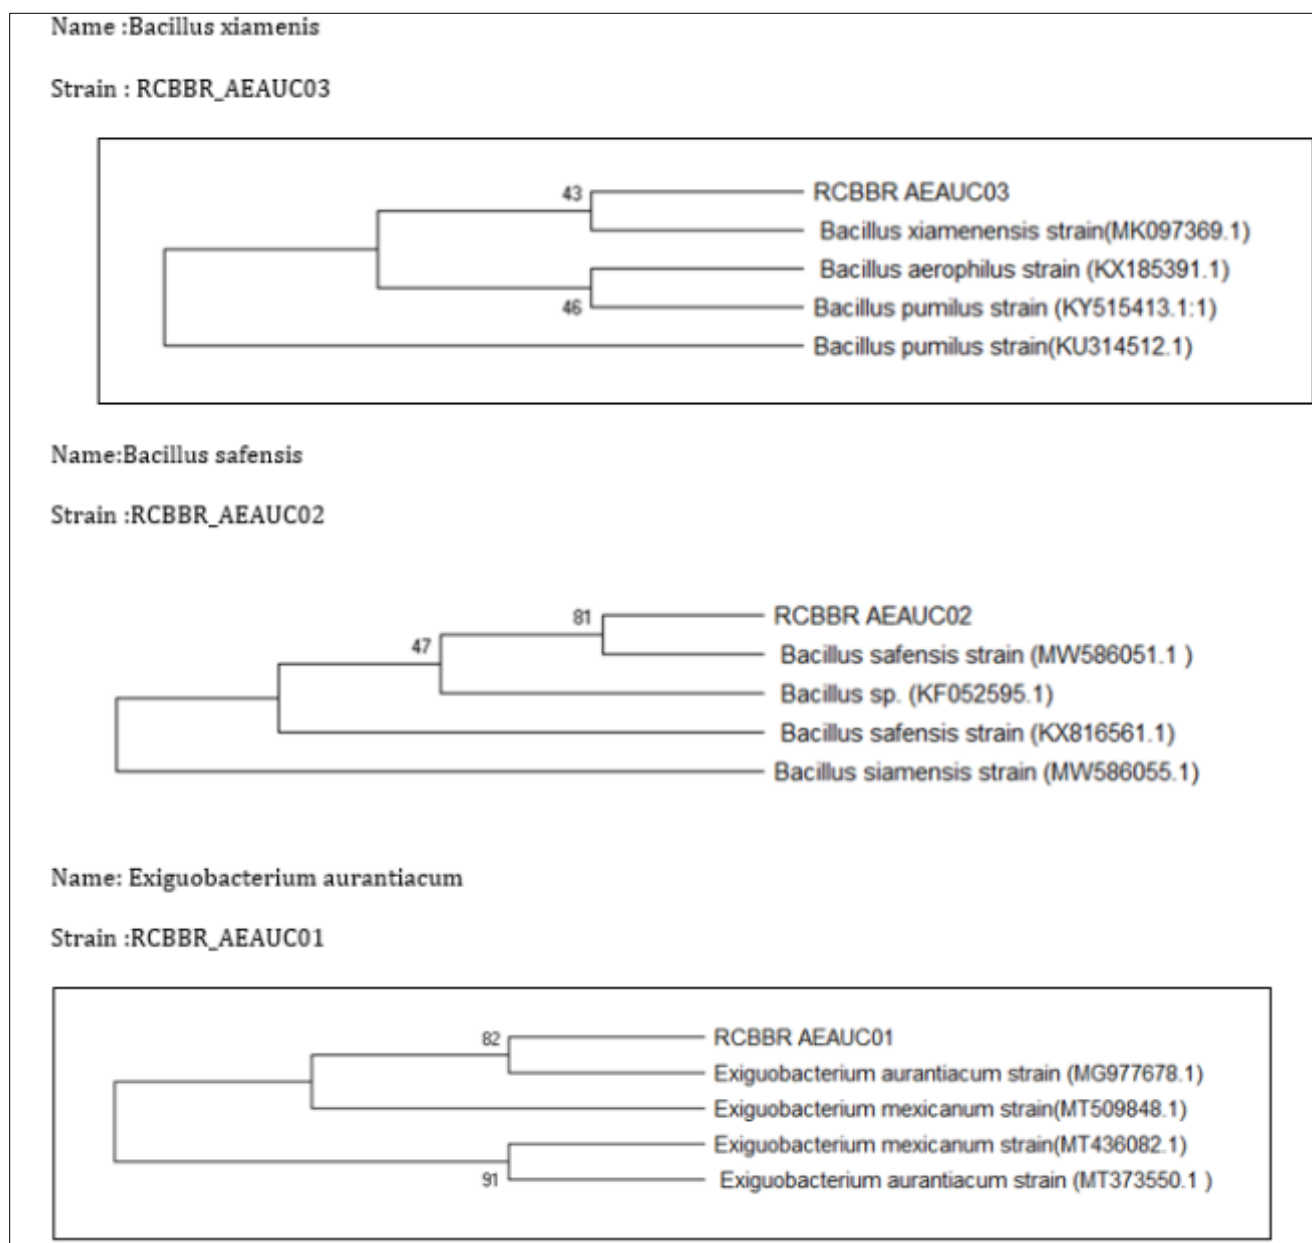 Name :Bacillus xiamenis
Strain : RCBBR_AEAUC03
43
RCBBR AEAUC03
Bacillus xiamenensis strain(MK097369.1)
Bacillus aerophilus strain (KX185391.1)
46
Bacillus pumilus strain (KY515413.1:1)
Bacillus pumilus strain(KU314512.1)
Name:Bacillus safensis
Strain :RCBBR_AEAUC02
81
RCBBR AEAUC02
47
Bacillus safensis strain (MW586051.1 )
Bacillus sp. (KF052595.1)
Bacillus safensis strain (KX816561.1)
Bacillus siamensis strain (MW586055.1)
Name: Exiguobacterium aurantiacum
Strain :RCBBR_AEAUC01
82
RCBBR AEAUC01
Exiguobacterium aurantiacum strain (MG977678.1)
Exiguobacterium mexicanum strain(MT509848.1)
Exiguobacterium mexicanum strain(MT436082.1)
91
Exiguobacterium aurantiacum strain (MT373550.1 )